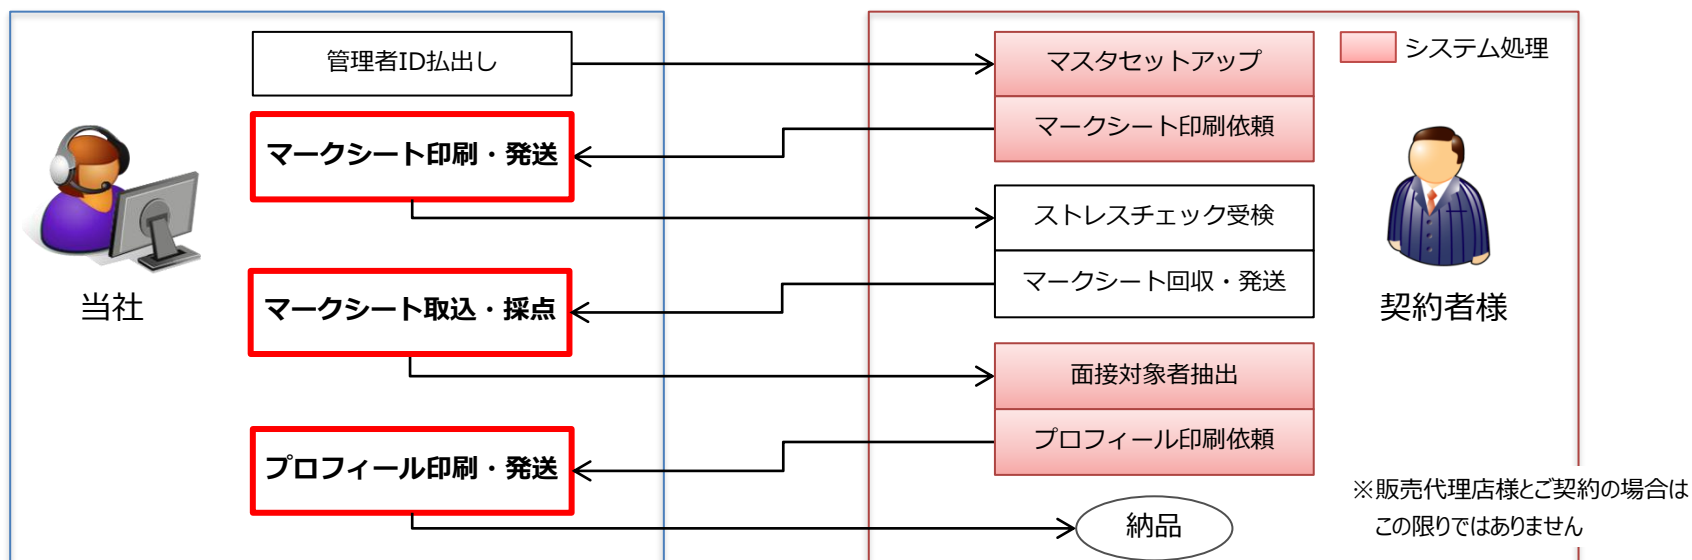 管理者ID払出し
マスタセットアップ
システム処理
マークシート印刷依頼
マークシート印刷・発送
ストレスチェック受検
マークシート回収・発送
当社
マークシート取込・採点
契約者様
面接対象者抽出
プロフィール印刷依頼
プロフィール印刷・発送
※販売代理店様とご契約の場合は
この限りではありません
納品